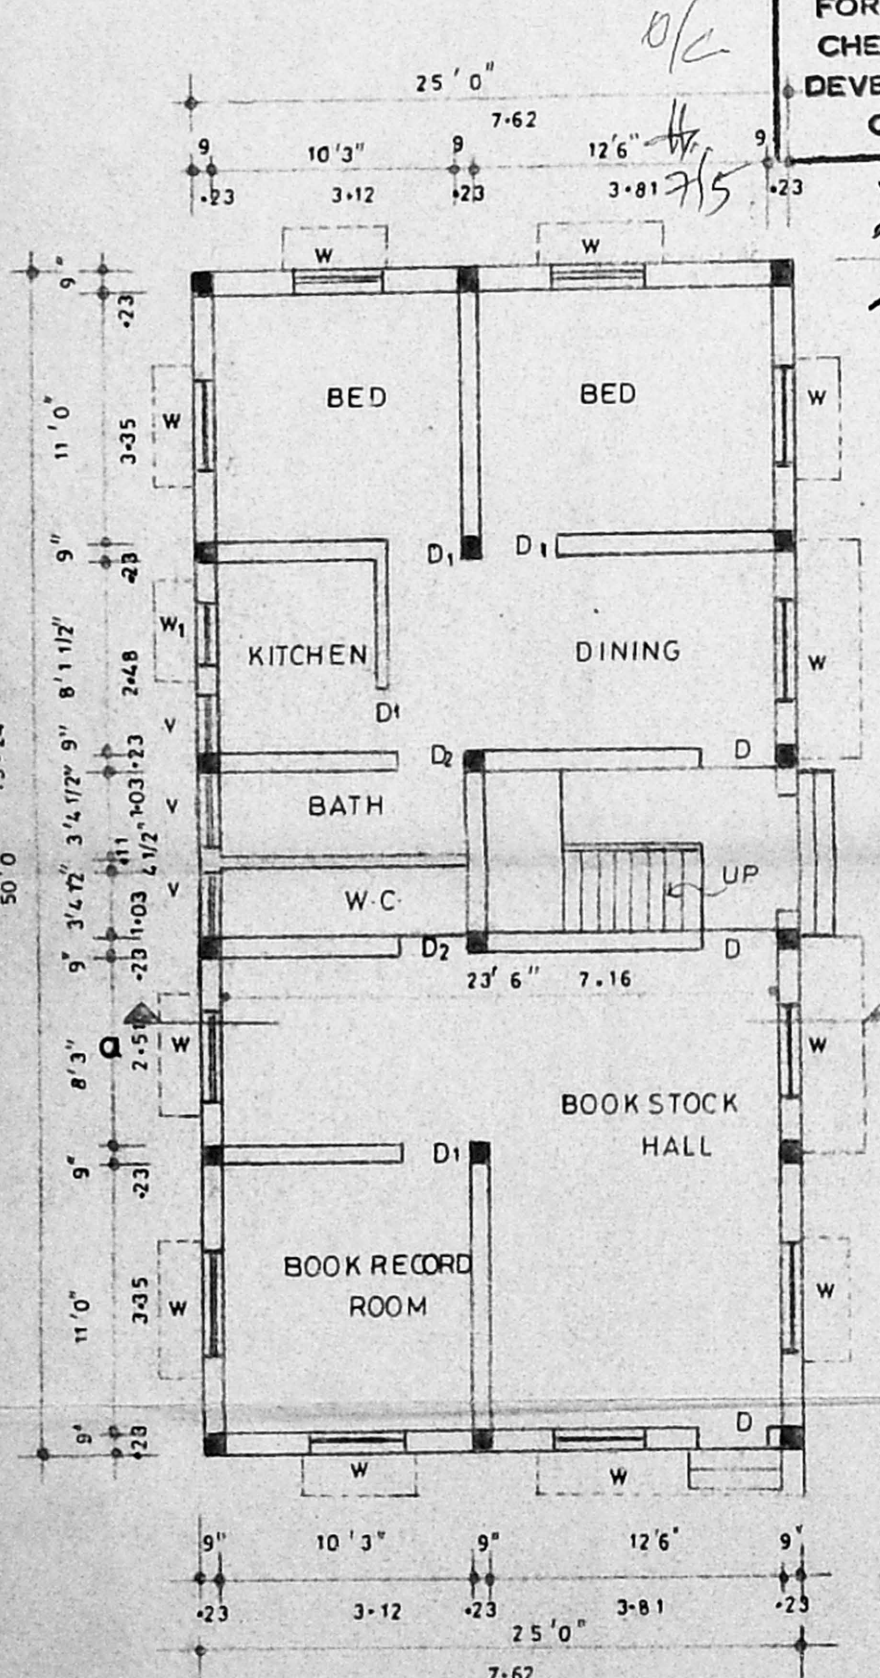 O/C
FOR
CHE
DEVE
25'0"
7.62
9 10'3" 9 12'6" 9
.23 3.12 .23 3.81 7/5 .23
W W
9"
.23
BED BED
W W
11'0"
3.35
9"
.23
D1 D1
W1
8'1 1/2"
2.48
KITCHEN DINING
W
D1
V
9"
.23
D2 D
3'4 1/2"
1.03
BATH
V
.11
4 1/2"
UP
3'4 1/2"
1.03
V
W.C.
9"
.23
D2 D
23'6" 7.16
50'0
a
8'3"
2.51
W W
BOOK STOCK
HALL
9"
.23
D1
BOOK RECORD
ROOM
11'0"
3.35
W W
9"
.23
D
W W
9" 10'3" 9" 12'6" 9"
.23 3.12 .23 3.81 .23
25'0"
7.62